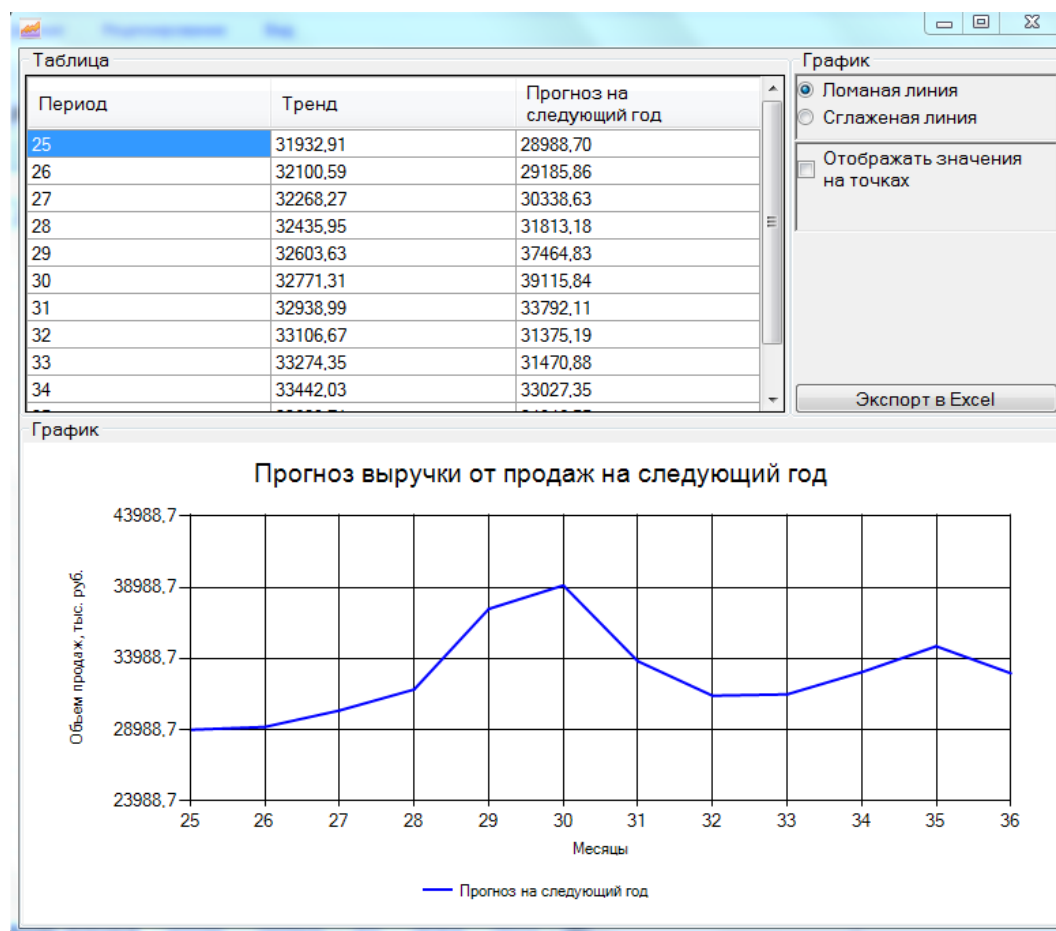 Таблица
Период Тренд Прогноз на
следующий год
25 31932,91 28988,70
26 32100,59 29185,86
27 32268,27 30338,63
28 32435,95 31813,18
29 32603,63 37464,83
30 32771,31 39115,84
31 32938,99 33792,11
32 33106,67 31375,19
33 33274,35 31470,88
34 33442,03 33027,35
График
Ломаная линия
Сглаженая линия
Отображать значения
на точках
Экспорт в Excel
График
Прогноз выручки от продаж на следующий год
Объем продаж, тыс. руб.
43988,7
38988,7
33988,7
28988,7
23988,7
25 26 27 28 29 30 31 32 33 34 35 36
Месяцы
Прогноз на следующий год